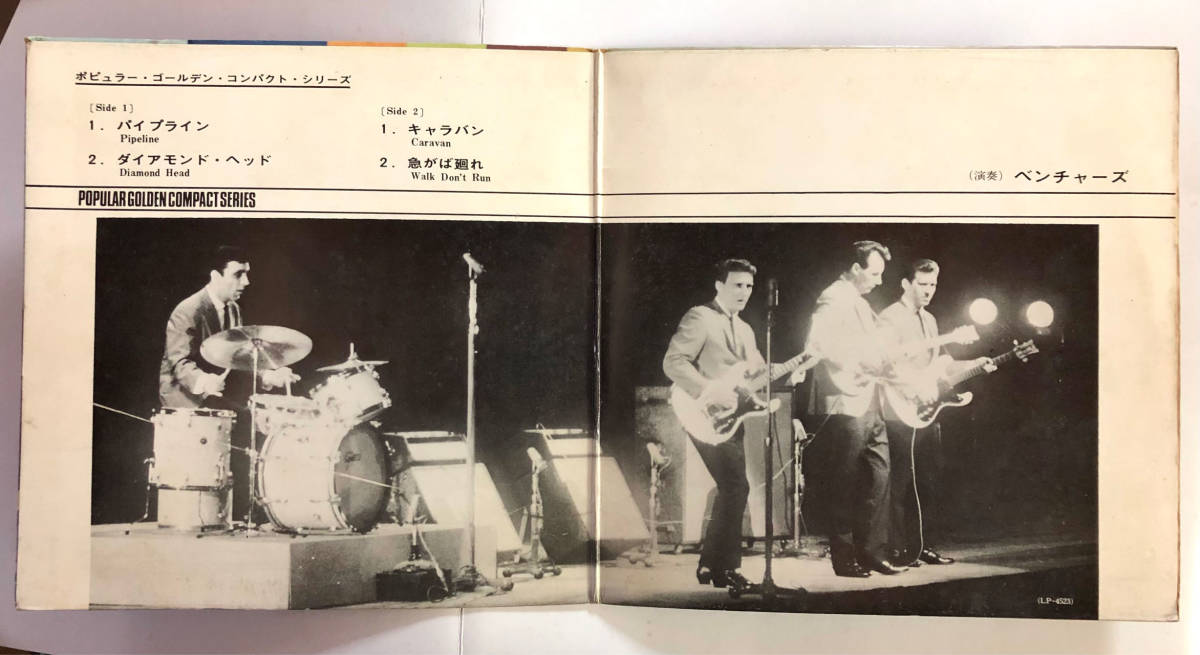 ポピュラー・ゴールデン・コンパクト・シリーズ
〔Side 1〕
1. パイプライン
Pipeline
2. ダイアモンド・ヘッド
Diamond Head
〔Side 2〕
1. キャラバン
Caravan
2. 急がば廻れ
Walk Don't Run
(演奏) ベンチャーズ
POPULAR GOLDEN COMPACT SERIES
(LP-4523)